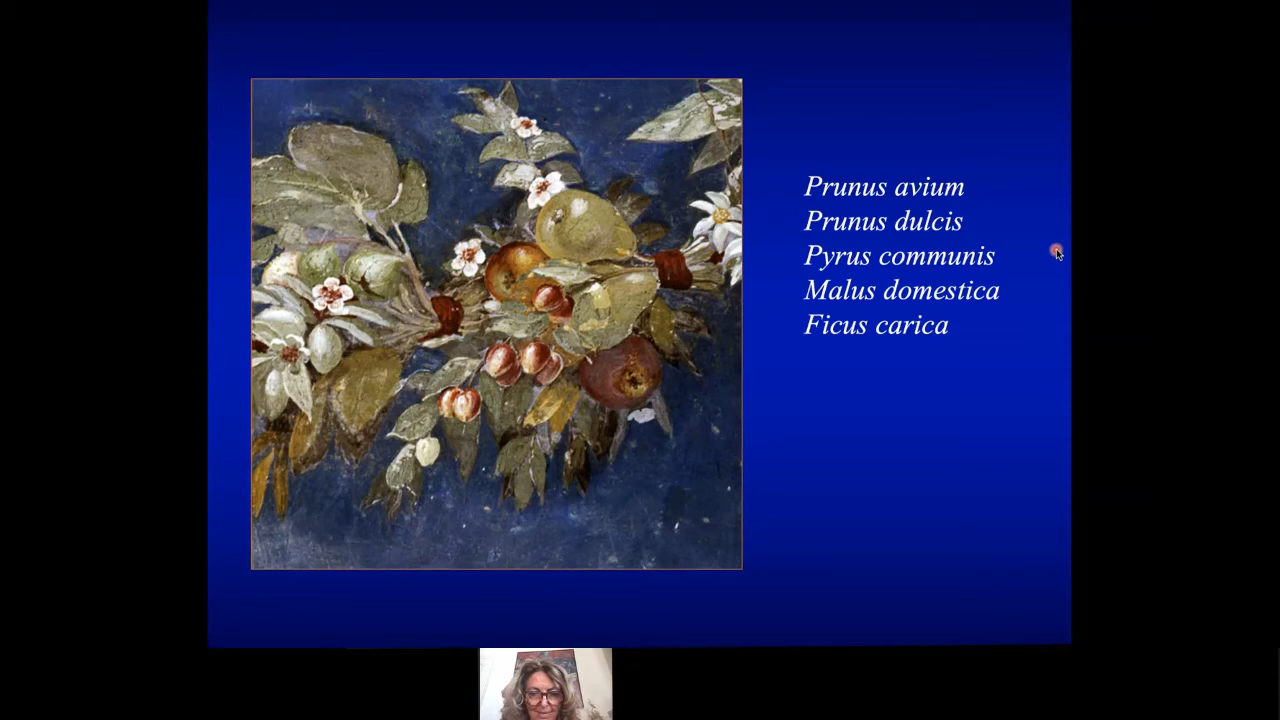 Prunus avium
Prunus dulcis
Pyrus communis
Malus domestica
Ficus carica